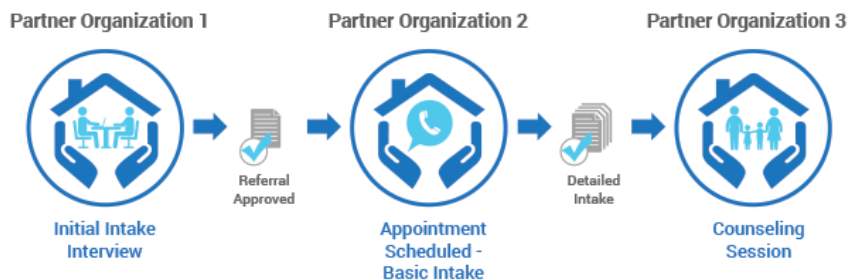 Partner Organization 1
Partner Organization 2
Partner Organization 3
Referral
Approved
Detailed
Intake
Initial Intake
Interview
Appointment
Scheduled -
Basic Intake
Counseling
Session